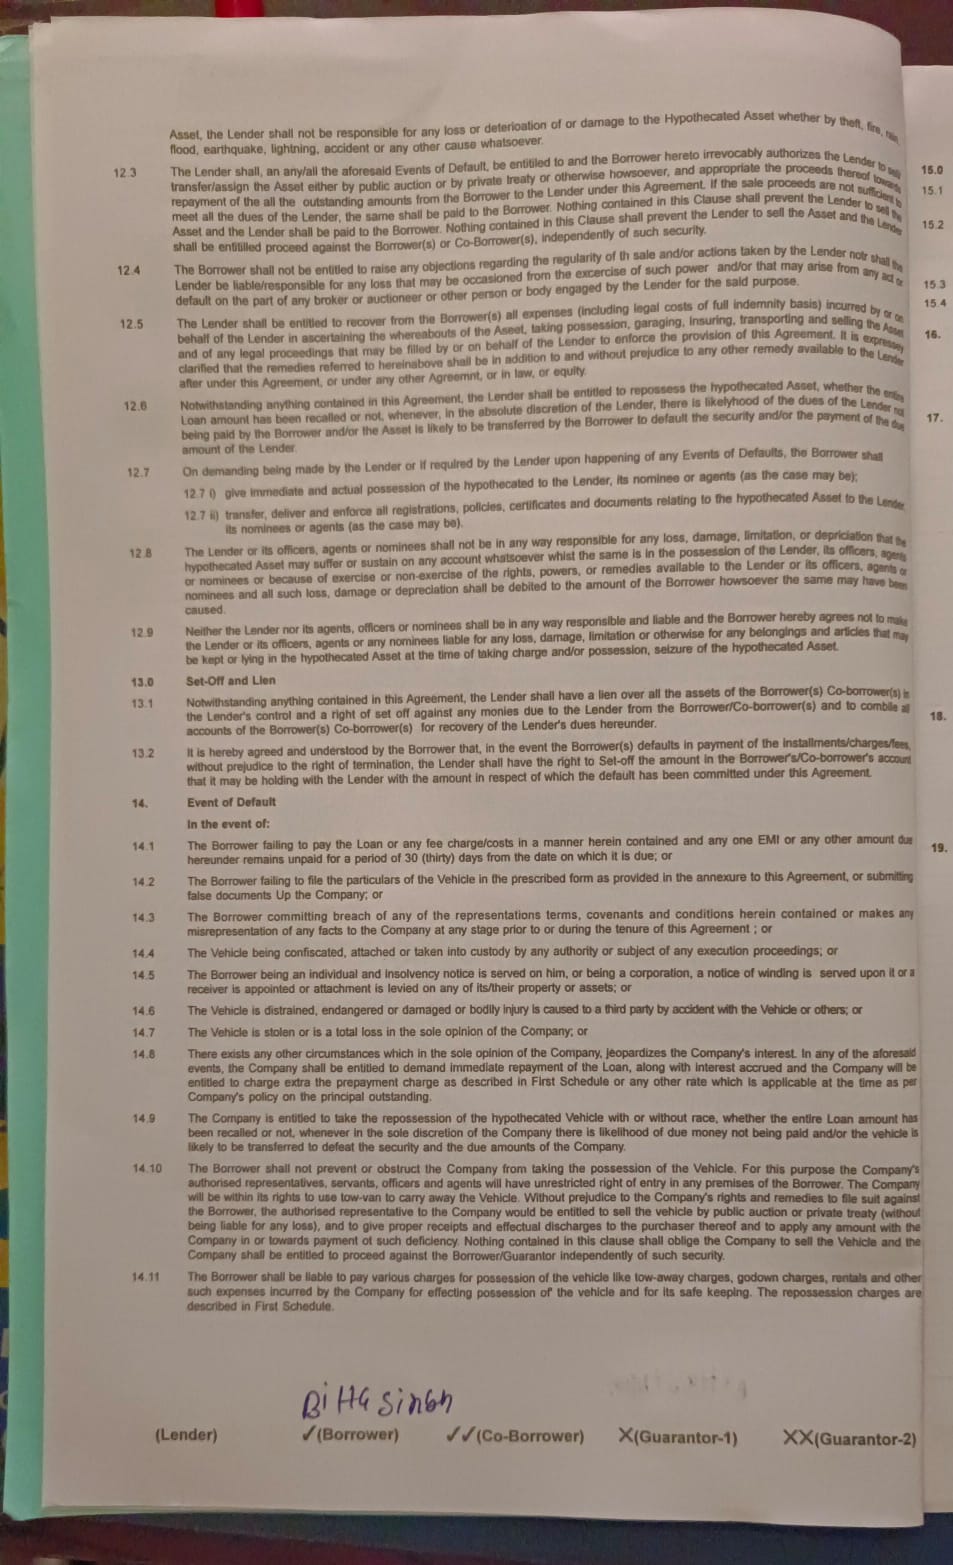 Asset, the Lender shall not be responsible for any loss or deterioation of or damage to the Hypothecated Asset whether by theft, fire, rain,
flood, earthquake, lightning, accident or any other cause whatsoever.
12.3 The Lender shall, an any/all the aforesaid Events of Default, be entitiled to and the Borrower hereto irrevocably authorizes the Lender to sell
transfer/assign the Asset either by public auction or by private treaty or otherwise howsoever, and appropriate the proceeds thereof towards
repayment of the all the outstanding amounts from the Borrower to the Lender under this Agreement. If the sale proceeds are not sufficient to
meet all the dues of the Lender, the same shall be paid to the Borrower. Nothing contained in this Clause shall prevent the Lender to sell the
Asset and the Lender shall be paid to the Borrower. Nothing contained in this Clause shall prevent the Lender to sell the Asset and the Lender
shall be entitilled proceed against the Borrower(s) or Co-Borrower(s), independently of such security.
12.4 The Borrower shall not be entitled to raise any objections regarding the regularity of th sale and/or actions taken by the Lender notr shall the
Lender be liable/responsible for any loss that may be occasioned from the excercise of such power and/or that may arise from any act or
default on the part of any broker or auctioneer or other person or body engaged by the Lender for the said purpose.
12.5 The Lender shall be entitled to recover from the Borrower(s) all expenses (including legal costs of full indemnity basis) incurred by or on
behalf of the Lender in ascertaining the whereabouts of the Aseet, taking possession, garaging, insuring, transporting and selling the Asset
and of any legal proceedings that may be filled by or on behalf of the Lender to enforce the provision of this Agreement. It is expressey
clarified that the remedies referred to hereinabove shall be in addition to and without prejudice to any other remedy available to the Lender
after under this Agreement, or under any other Agreemnt, or in law, or equity.
12.6 Notwithstanding anything contained in this Agreement, the Lender shall be entitled to repossess the hypothecated Asset, whether the entire
Loan amount has been recalled or not, whenever, in the absolute discretion of the Lender, there is likelyhood of the dues of the Lender not
being paid by the Borrower and/or the Asset is likely to be transferred by the Borrower to default the security and/or the payment of the due
amount of the Lender.
12.7 On demanding being made by the Lender or if required by the Lender upon happening of any Events of Defaults, the Borrower shall
12.7 i) give immediate and actual possession of the hypothecated to the Lender, its nominee or agents (as the case may be);
12.7 ii) transfer, deliver and enforce all registrations, policies, certificates and documents relating to the hypothecated Asset to the Lender,
its nominees or agents (as the case may be).
12.8 The Lender or its officers, agents or nominees shall not be in any way responsible for any loss, damage, limitation, or depriciation that the
hypothecated Asset may suffer or sustain on any account whatsoever whist the same is in the possession of the Lender, its officers, agents
or nominees or because of exercise or non-exercise of the rights, powers, or remedies available to the Lender or its officers, agents or
nominees and all such loss, damage or depreciation shall be debited to the amount of the Borrower howsoever the same may have been
caused.
12.9 Neither the Lender nor its agents, officers or nominees shall be in any way responsible and liable and the Borrower hereby agrees not to make
the Lender or its officers, agents or any nominees liable for any loss, damage, limitation or otherwise for any belongings and articles that may
be kept or lying in the hypothecated Asset at the time of taking charge and/or possession, seizure of the hypothecated Asset.
13.0 Set-Off and Lien
13.1 Notwithstanding anything contained in this Agreement, the Lender shall have a lien over all the assets of the Borrower(s) Co-borrower(s) in
the Lender's control and a right of set off against any monies due to the Lender from the Borrower/Co-borrower(s) and to combile all
accounts of the Borrower(s) Co-borrower(s) for recovery of the Lender's dues hereunder.
13.2 It is hereby agreed and understood by the Borrower that, in the event the Borrower(s) defaults in payment of the installments/charges/fees,
without prejudice to the right of termination, the Lender shall have the right to Set-off the amount in the Borrower's/Co-borrower's account
that it may be holding with the Lender with the amount in respect of which the default has been committed under this Agreement.
14. Event of Default
In the event of:
14.1 The Borrower failing to pay the Loan or any fee charge/costs in a manner herein contained and any one EMI or any other amount due
hereunder remains unpaid for a period of 30 (thirty) days from the date on which it is due; or
14.2 The Borrower failing to file the particulars of the Vehicle in the prescribed form as provided in the annexure to this Agreement, or submitting
false documents Up the Company; or
14.3 The Borrower committing breach of any of the representations terms, covenants and conditions herein contained or makes any
misrepresentation of any facts to the Company at any stage prior to or during the tenure of this Agreement ; or
14.4 The Vehicle being confiscated, attached or taken into custody by any authority or subject of any execution proceedings; or
14.5 The Borrower being an individual and insolvency notice is served on him, or being a corporation, a notice of winding is served upon it or a
receiver is appointed or attachment is levied on any of its/their property or assets; or
14.6 The Vehicle is distrained, endangered or damaged or bodily injury is caused to a third party by accident with the Vehicle or others; or
14.7 The Vehicle is stolen or is a total loss in the sole opinion of the Company; or
14.8 There exists any other circumstances which in the sole opinion of the Company, jeopardizes the Company's interest. In any of the aforesaid
events, the Company shall be entitled to demand immediate repayment of the Loan, along with interest accrued and the Company will be
entitled to charge extra the prepayment charge as described in First Schedule or any other rate which is applicable at the time as per
Company's policy on the principal outstanding.
14.9 The Company is entitled to take the repossession of the hypothecated Vehicle with or without race, whether the entire Loan amount has
been recalled or not, whenever in the sole discretion of the Company there is likelihood of due money not being paid and/or the vehicle is
likely to be transferred to defeat the security and the due amounts of the Company.
14.10 The Borrower shall not prevent or obstruct the Company from taking the possession of the Vehicle. For this purpose the Company's
authorised representatives, servants, officers and agents will have unrestricted right of entry in any premises of the Borrower. The Company
will be within its rights to use tow-van to carry away the Vehicle. Without prejudice to the Company's rights and remedies to file suit against
the Borrower, the authorised representative to the Company would be entitled to sell the vehicle by public auction or private treaty (without
being liable for any loss), and to give proper receipts and effectual discharges to the purchaser thereof and to apply any amount with the
Company in or towards payment of such deficiency. Nothing contained in this clause shall oblige the Company to sell the Vehicle and the
Company shall be entitled to proceed against the Borrower/Guarantor independently of such security.
14.11 The Borrower shall be liable to pay various charges for possession of the vehicle like tow-away charges, godown charges, rentals and other
such expenses incurred by the Company for effecting possession of the vehicle and for its safe keeping. The repossession charges are
described in First Schedule.
Singh
(Lender) ✓(Borrower) ✓✓(Co-Borrower) X(Guarantor-1) XX(Guarantor-2)
15.0
15.1
15.2
15.3
15.4
16.
17.
18.
19.